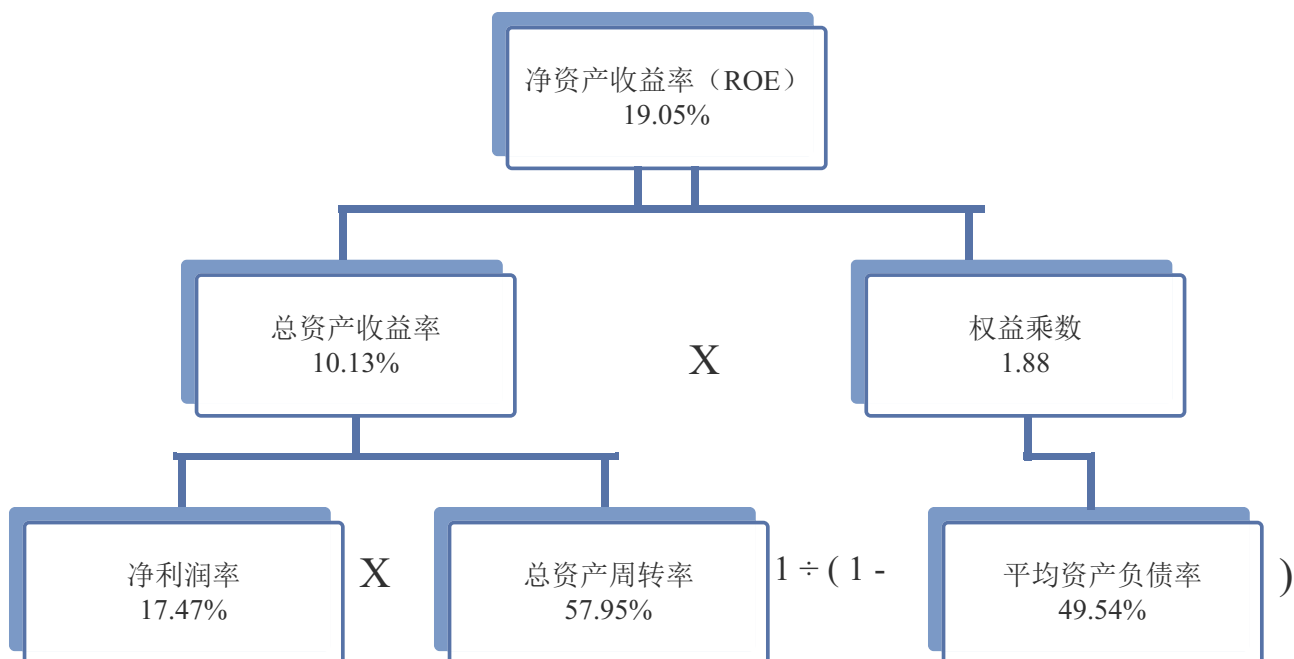 净资产收益率（ROE）
19.05%
总资产收益率
10.13%
X
权益乘数
1.88
净利润率
17.47%
X
总资产周转率
57.95%
1 ÷ ( 1 -
平均资产负债率
49.54%
)